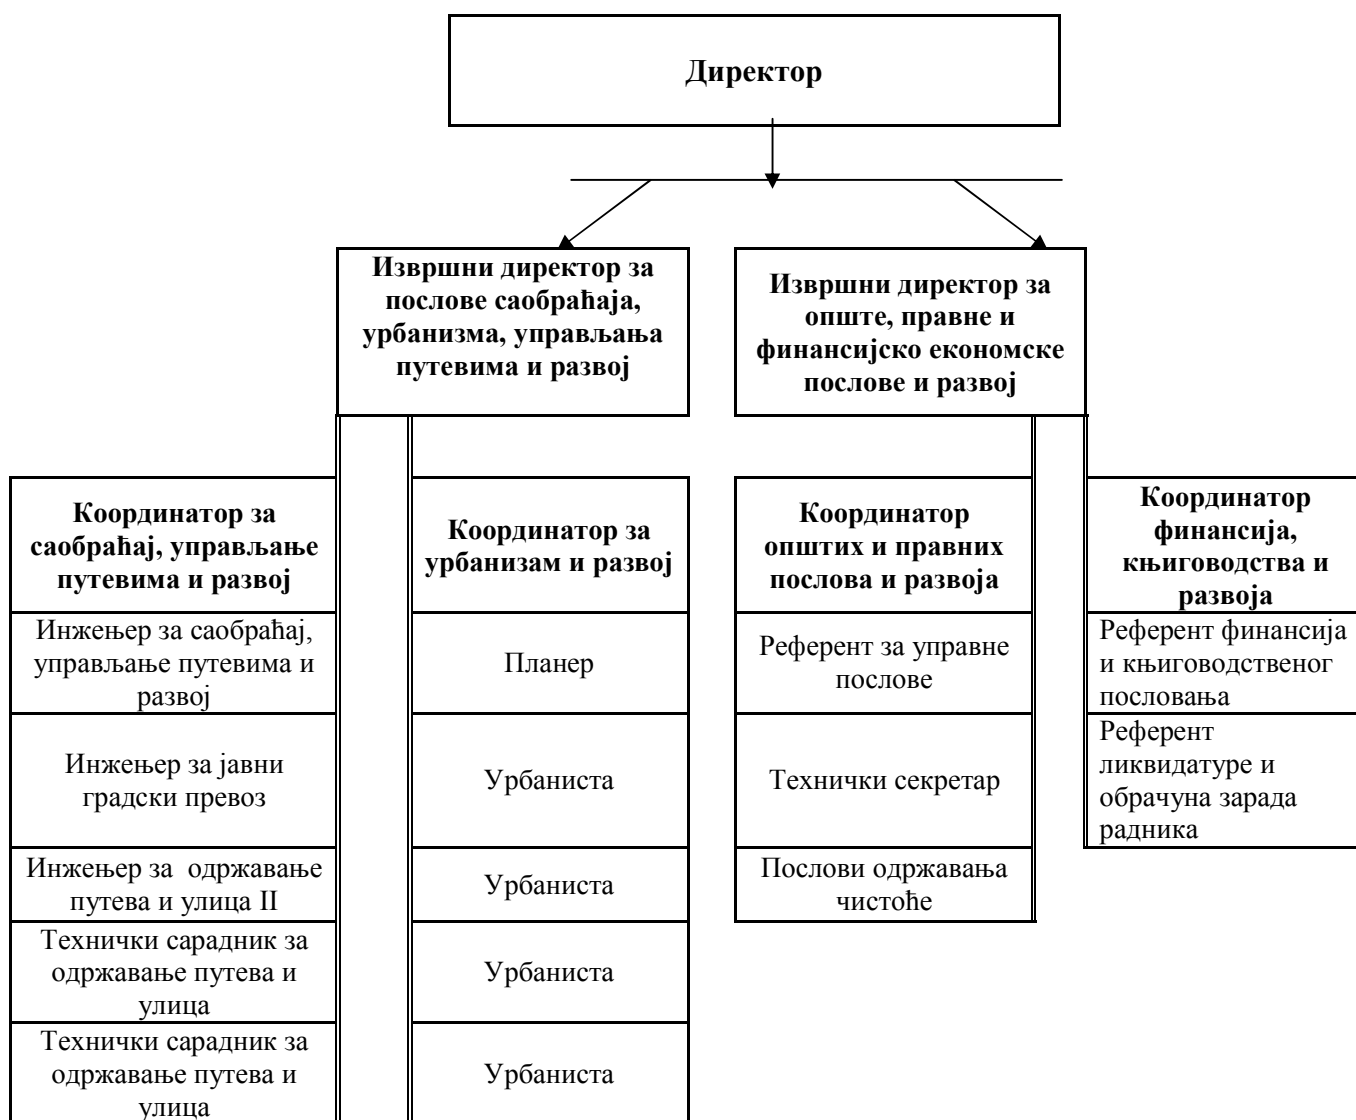 Директор
Извршни директор за
послове саобраћаја,
урбанизма, управљања
путевима и развој
Извршни директор за
опште, правне и
финансијско економске
послове и развој
Координатор за
саобраћај, управљање
путевима и развој
Инжењер за саобраћај,
управљање путевима и
развој
Инжењер за јавни
градски превоз
Инжењер за одржавање
путева и улица II
Технички сарадник за
одржавање путева и
улица
Технички сарадник за
одржавање путева и
улица
Координатор за
урбанизам и развој
Планер
Урбаниста
Урбаниста
Урбаниста
Урбаниста
Координатор
општих и правних
послова и развоја
Референт за управне
послове
Технички секретар
Послови одржавања
чистоће
Координатор
финансија,
књиговодства и
развоја
Референт финансија
и књиговодственог
пословања
Референт
ликвидатуре и
обрачуна зарада
радника